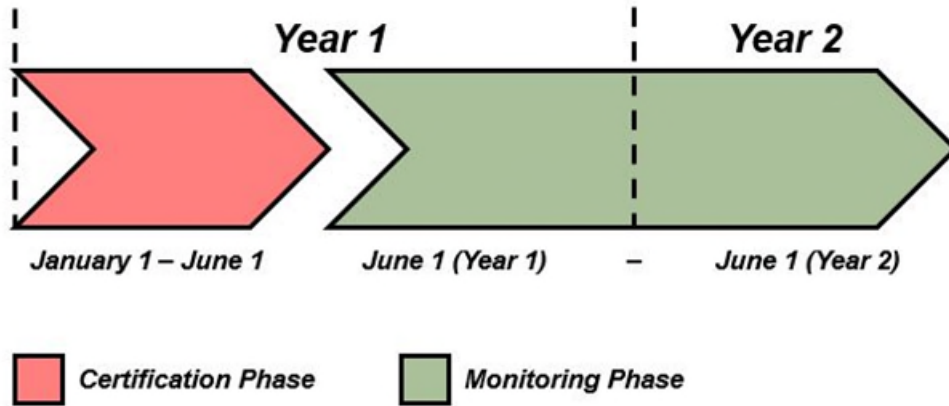 Year 1 Year 2
January 1 – June 1 June 1 (Year 1) – June 1 (Year 2)
Certification Phase Monitoring Phase